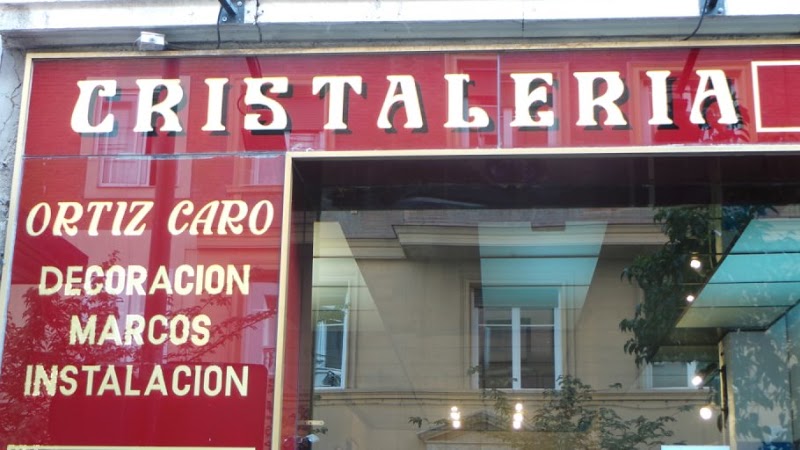 CRISTALERIA
ORTIZ CARO
DECORACION
MARCOS
INSTALACION